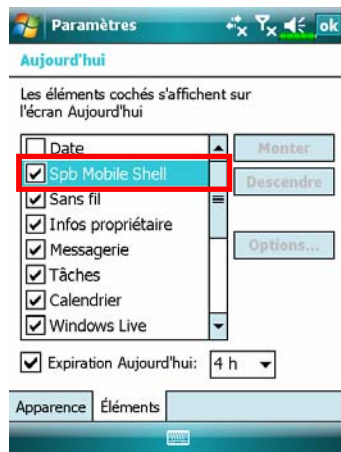 Paramètres ok
Aujourd'hui
Les éléments cochés s'affichent sur
l'écran Aujourd'hui
Date
Spb Mobile Shell
Sans fil
Infos propriétaire
Messagerie
Tâches
Calendrier
Windows Live
Monter
Descendre
Options...
Expiration Aujourd'hui: 4 h
Apparence Éléments